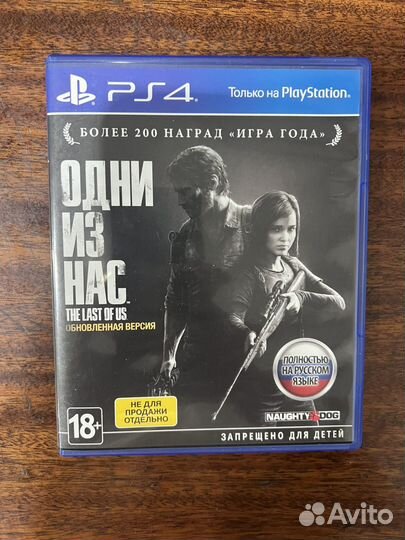 PS4
Только на PlayStation®
БОЛЕЕ 200 НАГРАД «ИГРА ГОДА»
ОДНИ
ИЗ
НАС
THE LAST OF US
ОБНОВЛЕННАЯ ВЕРСИЯ
ПОЛНОСТЬЮ
НА РУССКОМ
ЯЗЫКЕ
НЕ ДЛЯ
ПРОДАЖИ
ОТДЕЛЬНО
18+
NAUGHTY DOG
ЗАПРЕЩЕНО ДЛЯ ДЕТЕЙ
Avito